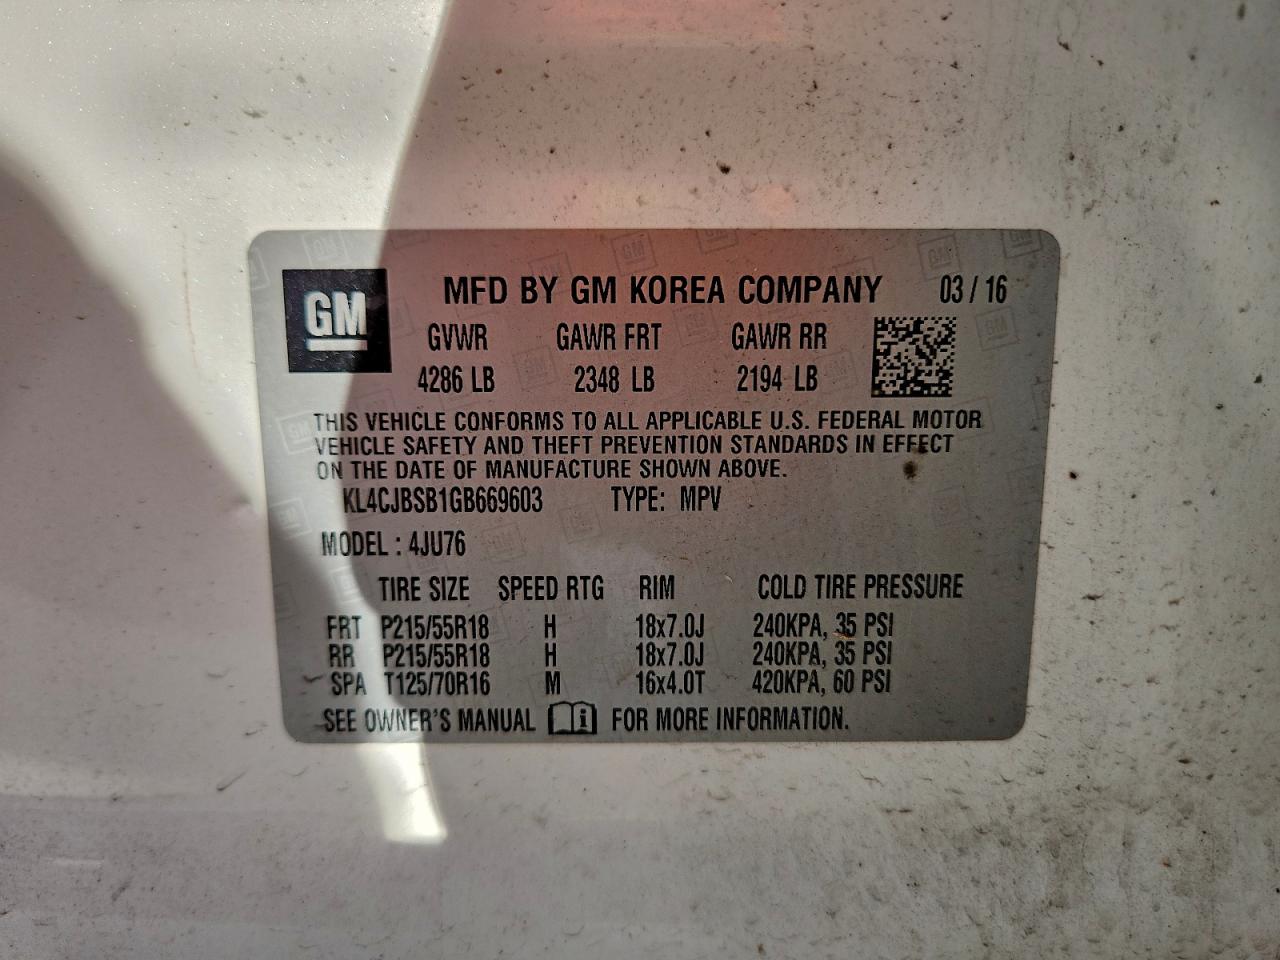 GM
MFD BY GM KOREA COMPANY 03 / 16
GVWR GAWR FRT GAWR RR
4286 LB 2348 LB 2194 LB
THIS VEHICLE CONFORMS TO ALL APPLICABLE U.S. FEDERAL MOTOR
VEHICLE SAFETY AND THEFT PREVENTION STANDARDS IN EFFECT
ON THE DATE OF MANUFACTURE SHOWN ABOVE.
KL4CJBSB1GB669603 TYPE: MPV
MODEL : 4JU76
TIRE SIZE SPEED RTG RIM COLD TIRE PRESSURE
FRT P215/55R18 H 18x7.0J 240KPA, 35 PSI
RR P215/55R18 H 18x7.0J 240KPA, 35 PSI
SPA T125/70R16 M 16x4.0T 420KPA, 60 PSI
SEE OWNER'S MANUAL FOR MORE INFORMATION.